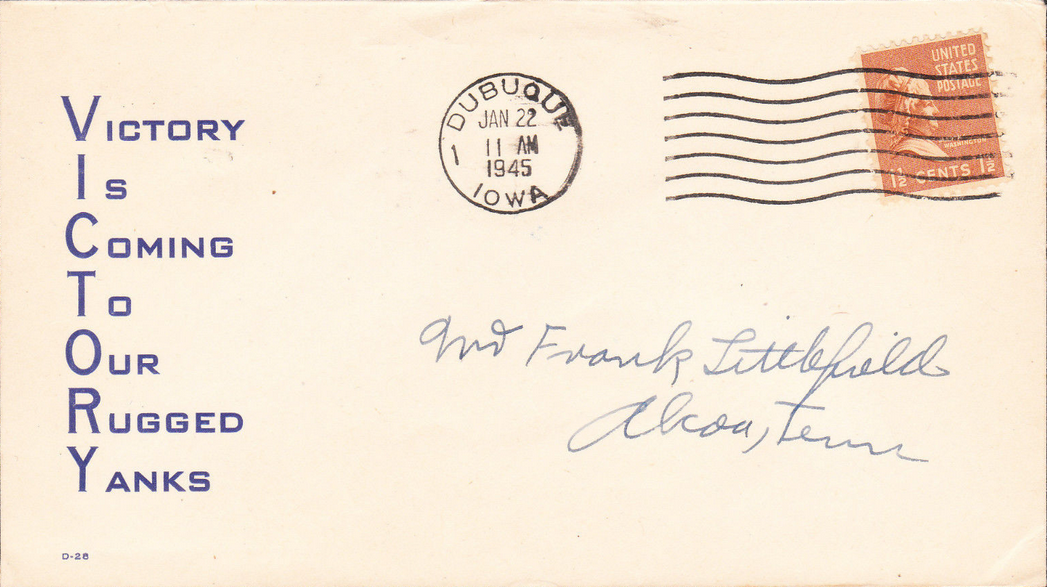 VICTORY
IS
COMING
TO
OUR
RUGGED
YANKS
D-28
DUBUQUE
JAN 22
1 11 AM
1945
IOWA
UNITED
STATES
POSTAGE
WASHINGTON
1½ CENTS 1½
Frank Littlefield
Alcoa, Tenn